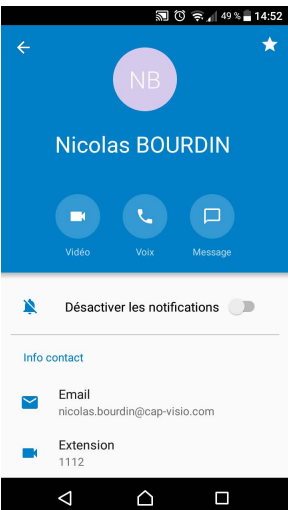 49 % 14:52
NB
Nicolas BOURDIN
Vidéo Voix Message
Désactiver les notifications
Info contact
Email
nicolas.bourdin@cap-visio.com
Extension
1112